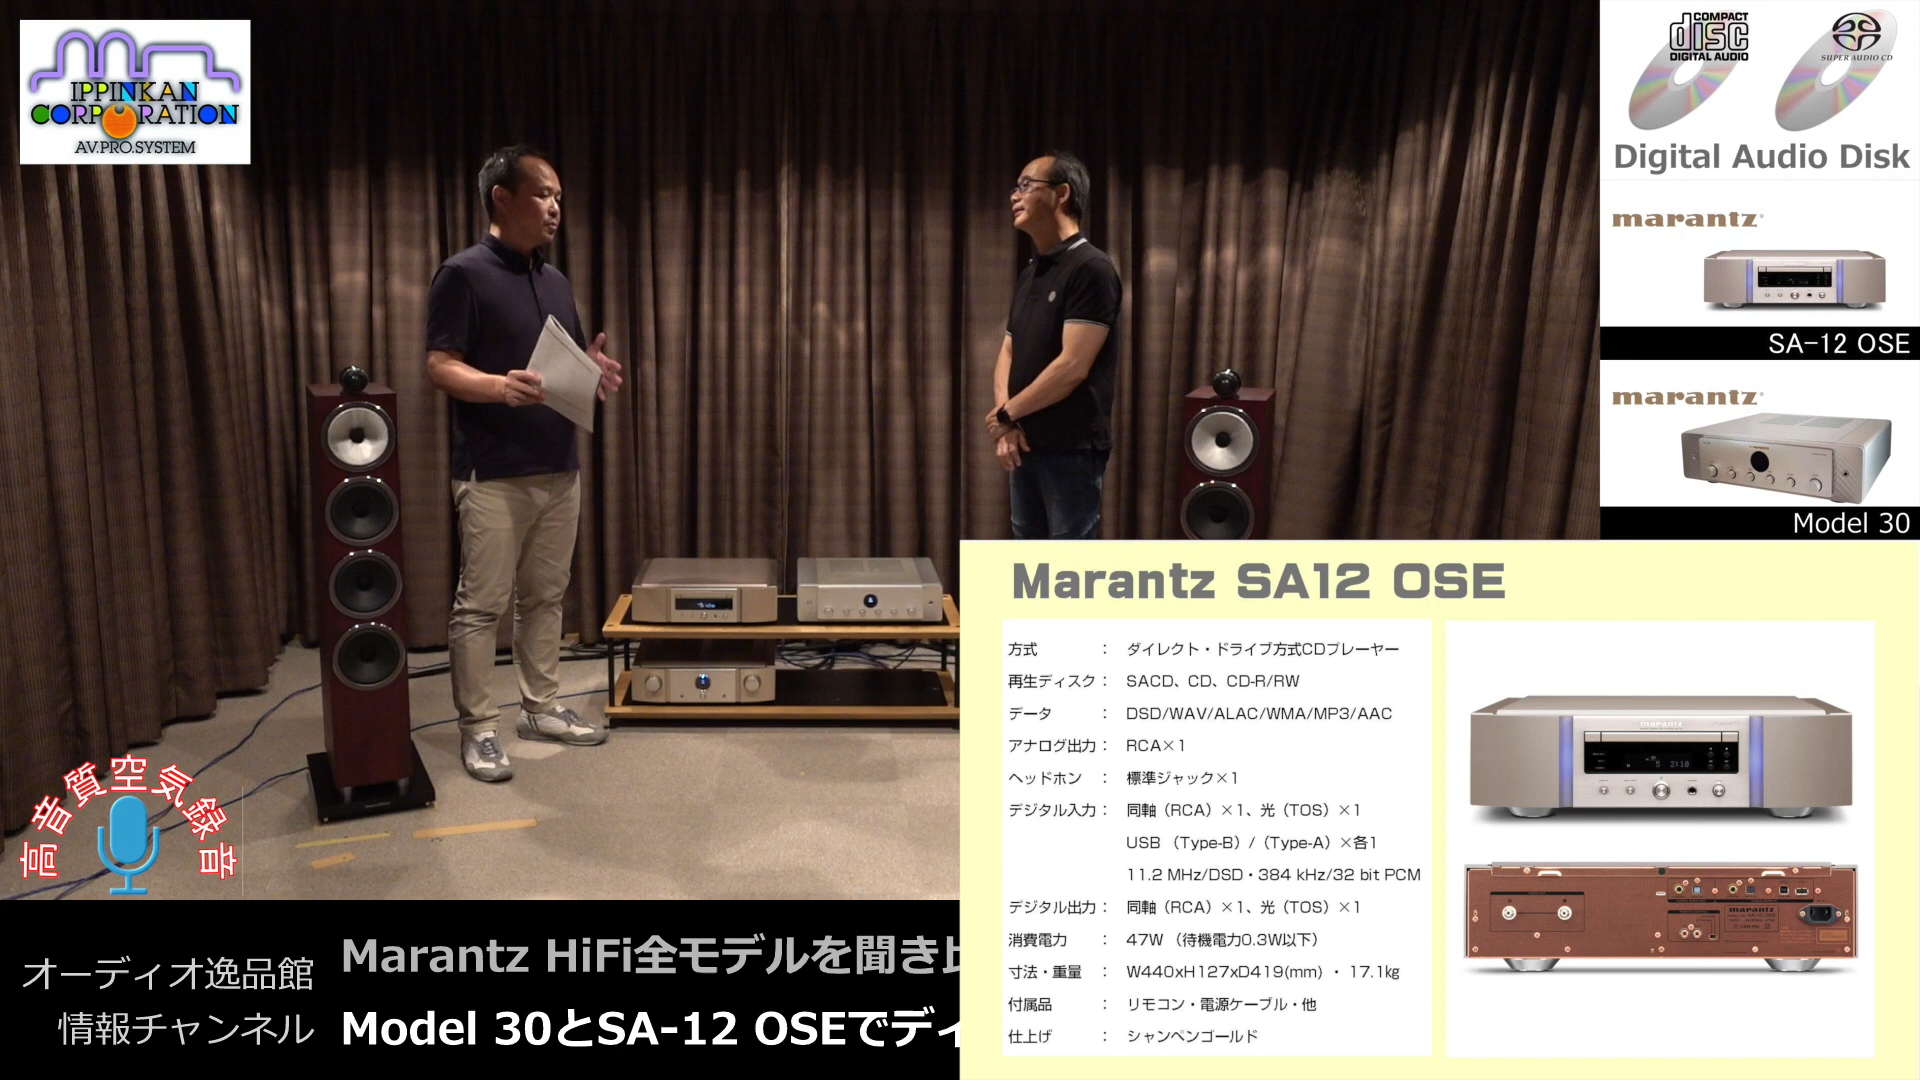 IPPINKAN
CORPORATION
AV.PRO.SYSTEM
COMPACT
disc
DIGITAL AUDIO
SUPER AUDIO CD
Digital Audio Disk
marantz
SA-12 OSE
marantz
Model 30
高音質空気録音
オーディオ逸品館
情報チャンネル
Marantz HiFi全モデルを聞き比
Model 30とSA-12 OSEでディ
Marantz SA12 OSE
方式 : ダイレクト・ドライブ方式CDプレーヤー
再生ディスク : SACD、CD、CD-R/RW
データ : DSD/WAV/ALAC/WMA/MP3/AAC
アナログ出力 : RCA×1
ヘッドホン : 標準ジャック×1
デジタル入力 : 同軸（RCA）×1、光（TOS）×1
USB （Type-B）/（Type-A）×各1
11.2 MHz/DSD・384 kHz/32 bit PCM
デジタル出力 : 同軸（RCA）×1、光（TOS）×1
消費電力 : 47W （待機電力0.3W以下）
寸法・重量 : W440xH127xD419(mm) ・ 17.1㎏
付属品 : リモコン・電源ケーブル・他
仕上げ : シャンペンゴールド
marantz
5 2:10
marantz